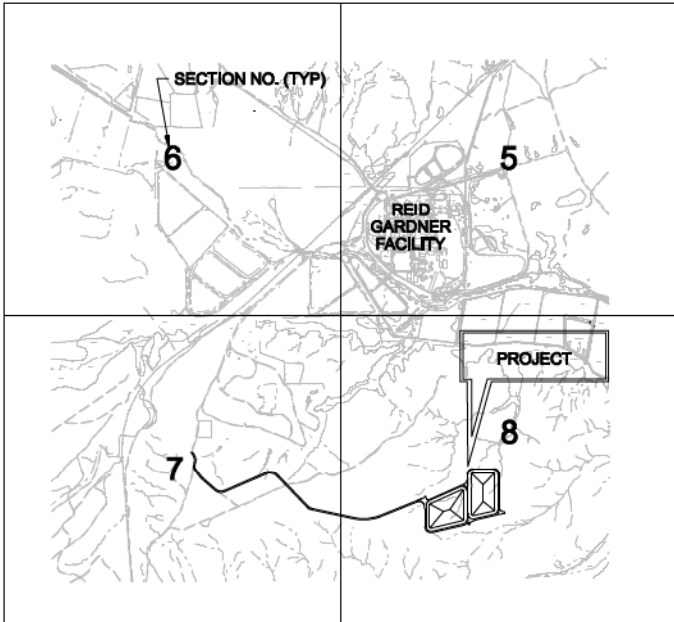 SECTION NO. (TYP)
6
5
REID
GARDNER
FACILITY
PROJECT
8
7